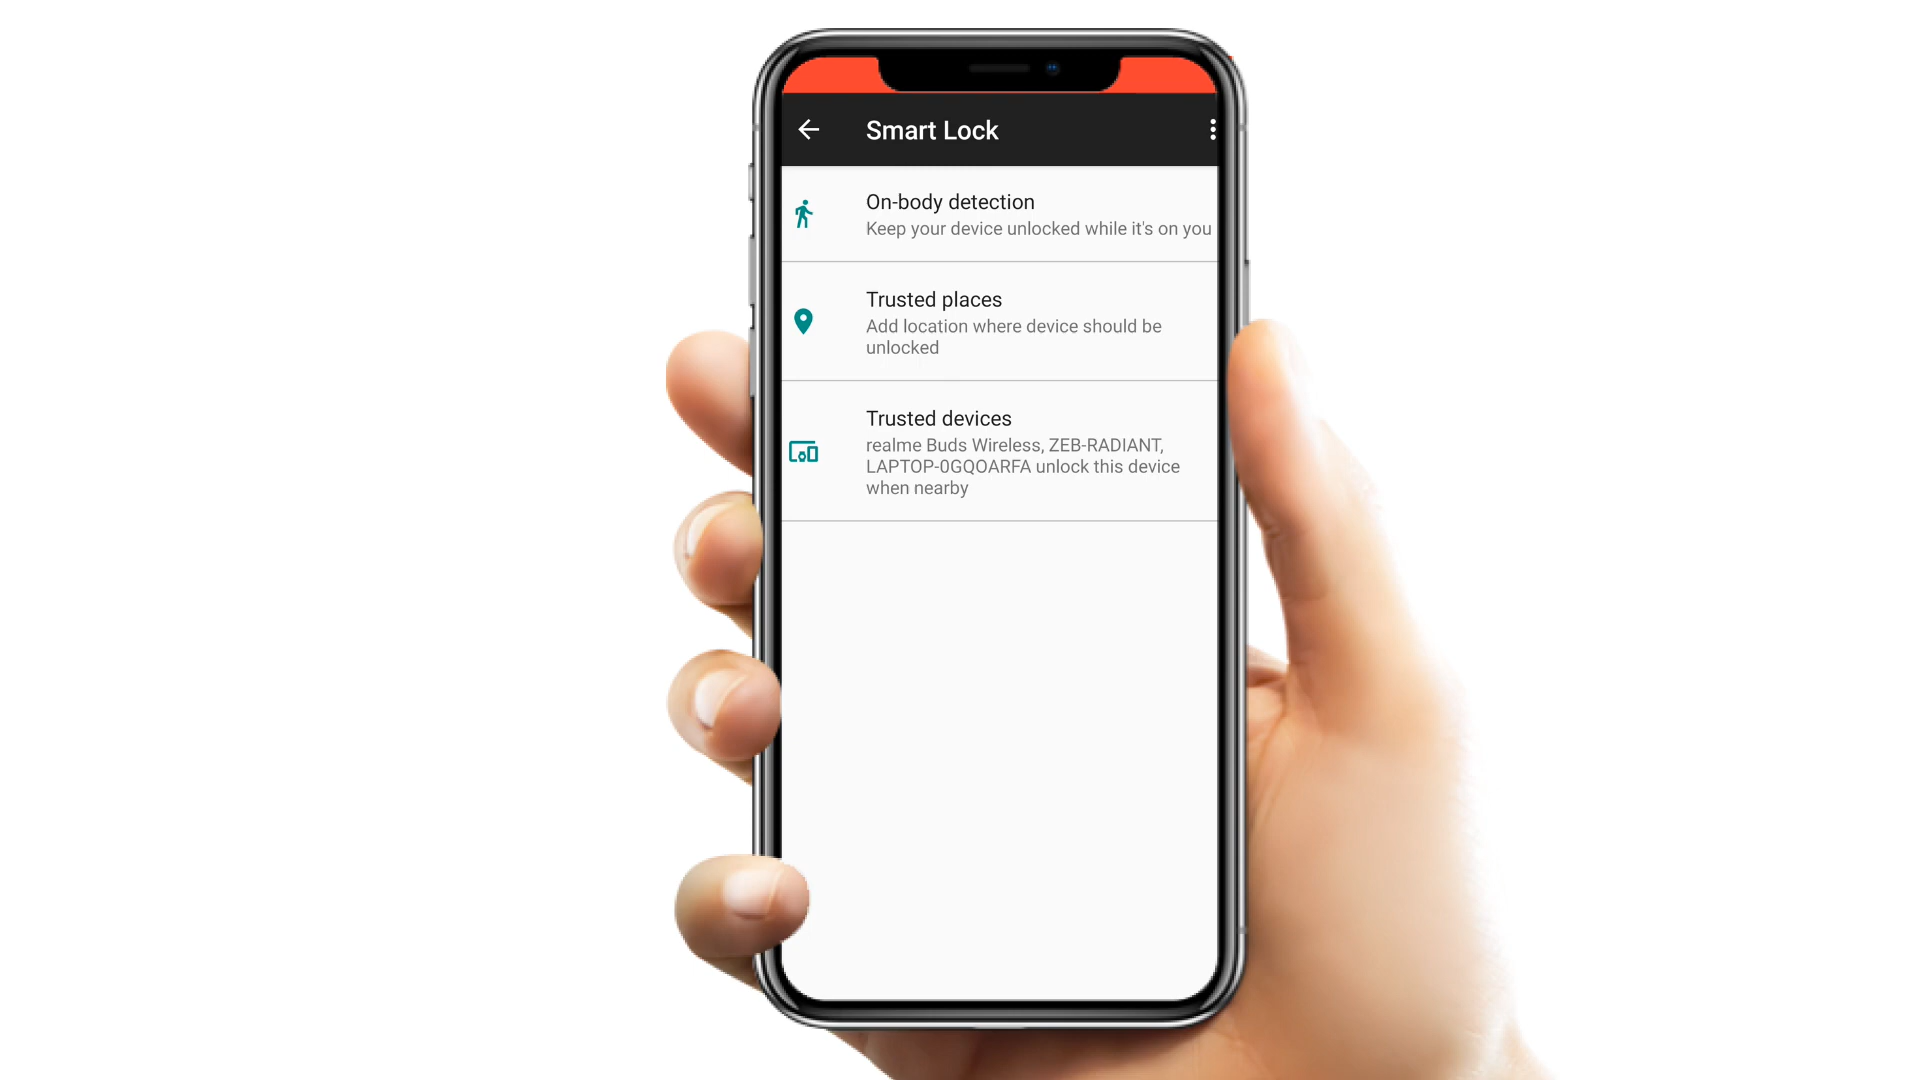 Smart Lock
On-body detection
Keep your device unlocked while it's on you
Trusted places
Add location where device should be
unlocked
Trusted devices
realme Buds Wireless, ZEB-RADIANT,
LAPTOP-0GQOARFA unlock this device
when nearby